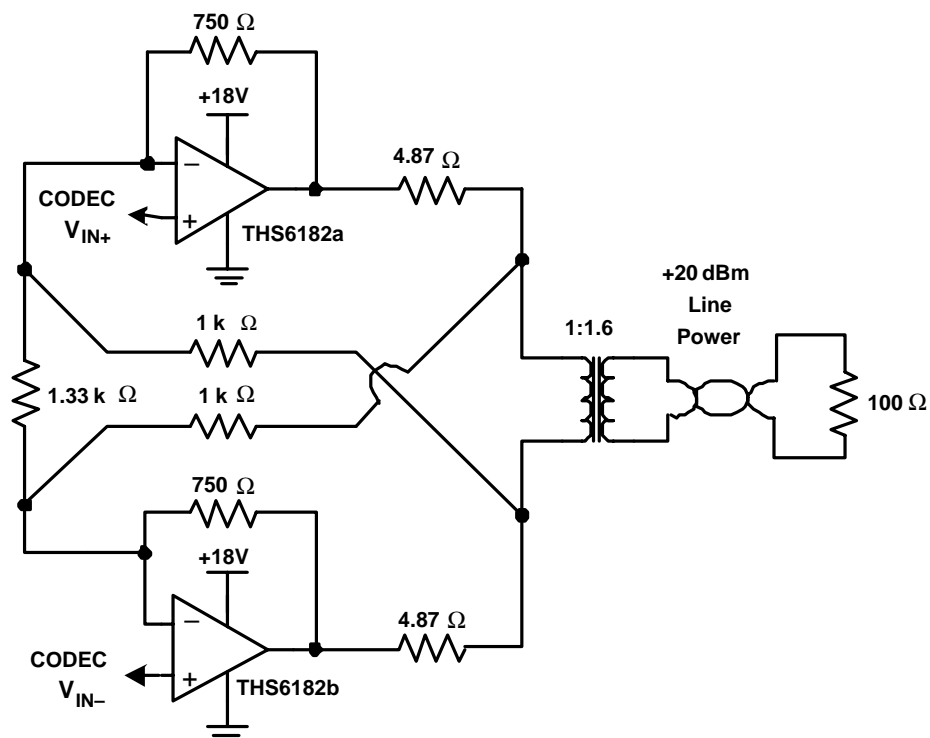 750 Ω
+18V
4.87 Ω
CODEC
VIN+
THS6182a
+20 dBm
Line
Power
1:1.6
1 k Ω
1.33 k Ω
1 k Ω
100 Ω
750 Ω
+18V
4.87 Ω
CODEC
VIN–
THS6182b